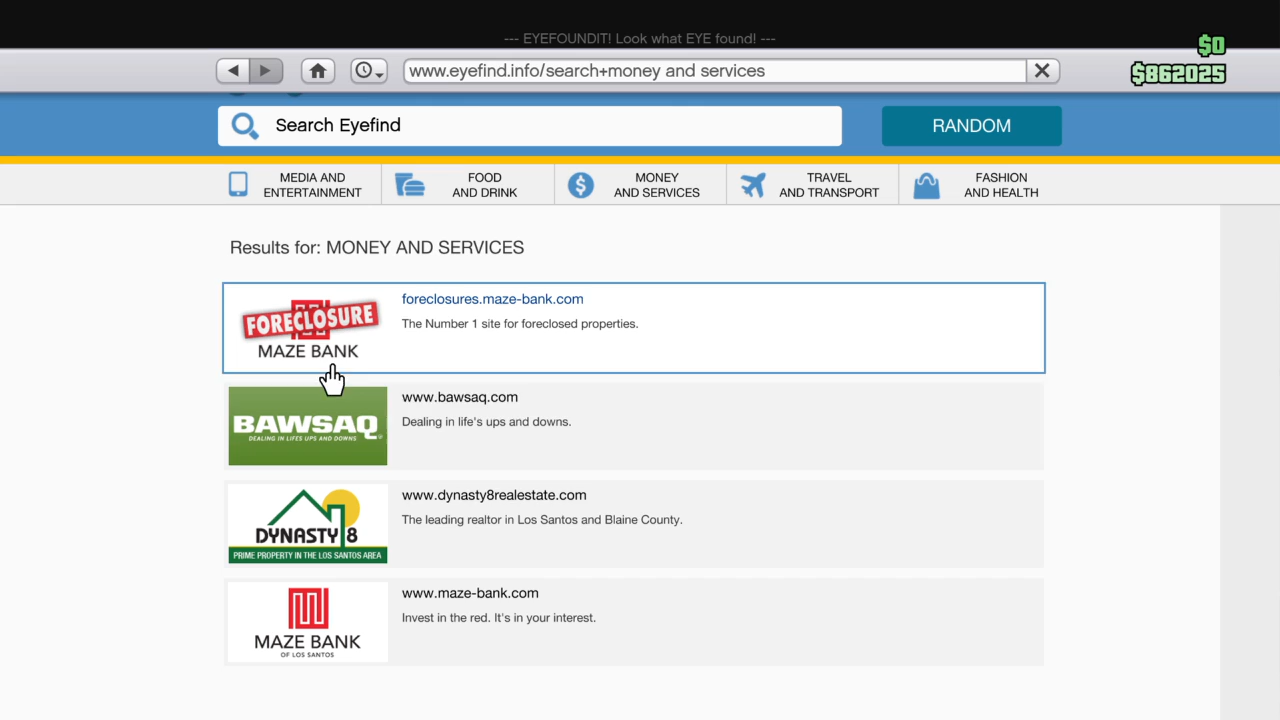 --- EYEFOUNDIT! Look what EYE found! ---
$0
www.eyefind.info/search+money and services
$862025
Search Eyefind
RANDOM
MEDIA AND
ENTERTAINMENT
FOOD
AND DRINK
MONEY
AND SERVICES
TRAVEL
AND TRANSPORT
FASHION
AND HEALTH
Results for: MONEY AND SERVICES
FORECLOSURE
MAZE BANK
foreclosures.maze-bank.com
The Number 1 site for foreclosed properties.
BAWSAQ
DEALING IN LIFES UPS AND DOWNS
www.bawsaq.com
Dealing in life's ups and downs.
DYNASTY 8
PRIME PROPERTY IN THE LOS SANTOS AREA
www.dynasty8realestate.com
The leading realtor in Los Santos and Blaine County.
MAZE BANK
OF LOS SANTOS
www.maze-bank.com
Invest in the red. It's in your interest.